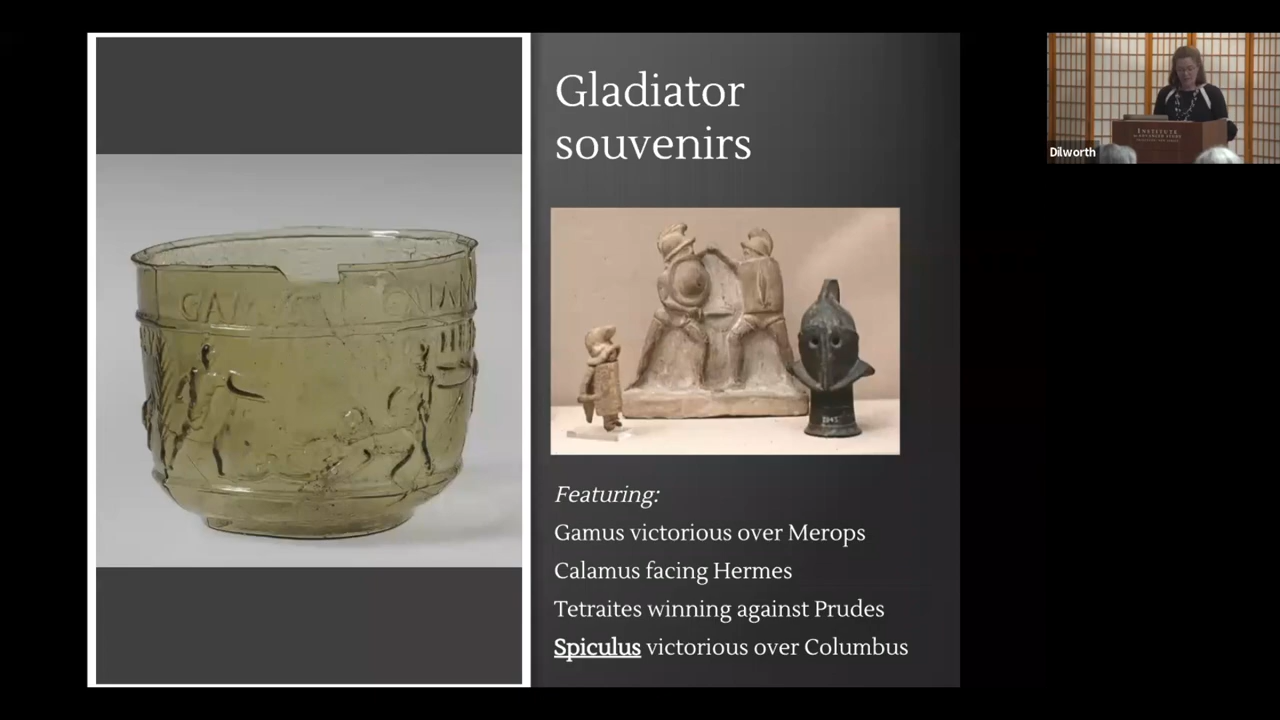 Gladiator
souvenirs
Featuring:
Gamus victorious over Merops
Calamus facing Hermes
Tetraites winning against Prudes
Spiculus victorious over Columbus
Dilworth
INSTITUTE